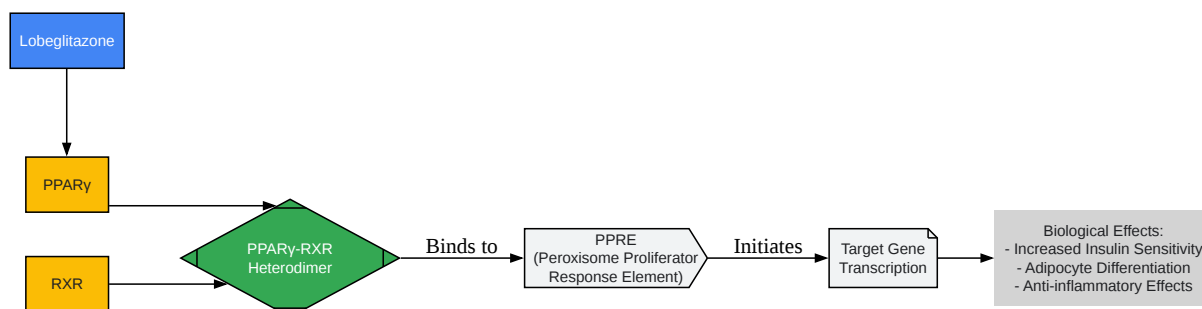 Lobeglitazone
PPARγ
RXR
PPARγ-RXR
Heterodimer
Binds to
PPRE
(Peroxisome Proliferator
Response Element)
Initiates
Target Gene
Transcription
Biological Effects:
- Increased Insulin Sensitivity
- Adipocyte Differentiation
- Anti-inflammatory Effects